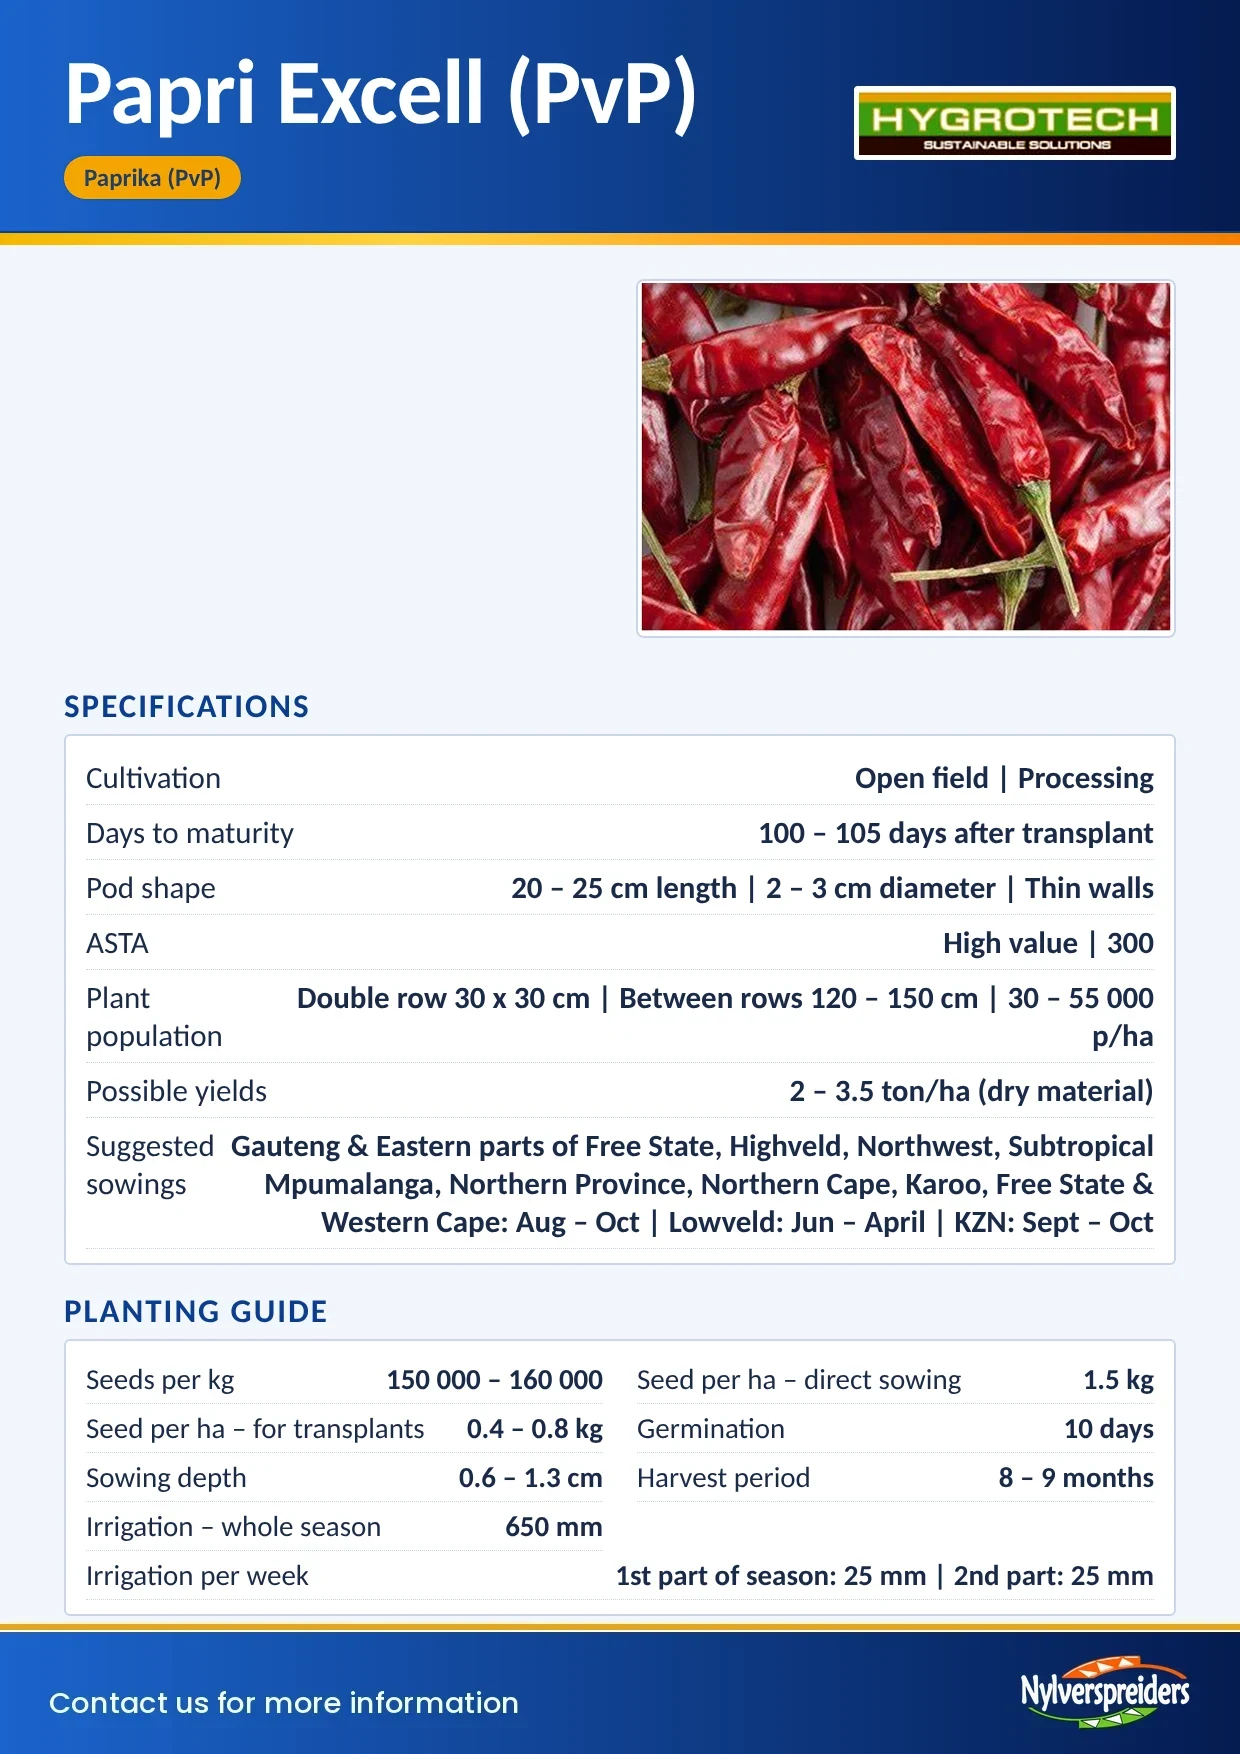 Papri Excell (PvP)
Paprika (PvP)
HYGROTECH
SUSTAINABLE SOLUTIONS
SPECIFICATIONS
Cultivation Open field | Processing
Days to maturity 100 – 105 days after transplant
Pod shape 20 – 25 cm length | 2 – 3 cm diameter | Thin walls
ASTA High value | 300
Plant Double row 30 x 30 cm | Between rows 120 – 150 cm | 30 – 55 000
population p/ha
Possible yields 2 – 3.5 ton/ha (dry material)
Suggested Gauteng & Eastern parts of Free State, Highveld, Northwest, Subtropical
sowings Mpumalanga, Northern Province, Northern Cape, Karoo, Free State &
Western Cape: Aug – Oct | Lowveld: Jun – April | KZN: Sept – Oct
PLANTING GUIDE
Seeds per kg 150 000 – 160 000 Seed per ha – direct sowing 1.5 kg
Seed per ha – for transplants 0.4 – 0.8 kg Germination 10 days
Sowing depth 0.6 – 1.3 cm Harvest period 8 – 9 months
Irrigation – whole season 650 mm
Irrigation per week 1st part of season: 25 mm | 2nd part: 25 mm
Contact us for more information
Nylverspreiders